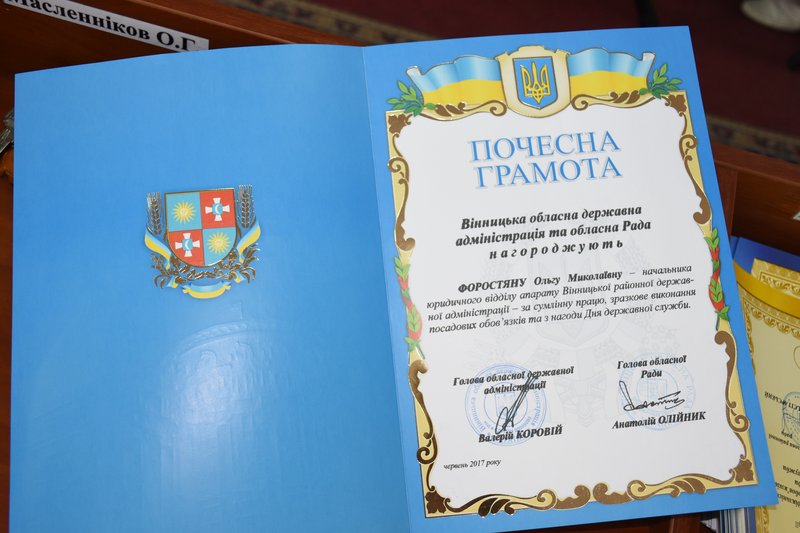 Масленніков О.Г.
ПОЧЕСНА
ГРАМОТА
Вінницька обласна державна
адміністрація та обласна Рада
нагороджують
ФОРОСТЯНУ Ольгу Миколаївну – начальника
юридичного відділу апарату Вінницької районної держав-
ної адміністрації – за сумлінну працю, зразкове виконання
посадових обов'язків та з нагоди Дня державної служби.
Голова обласної державної
адміністрації
Валерій КОРОВІЙ
Голова обласної
Ради
Анатолій ОЛІЙНИК
червень 2017 року